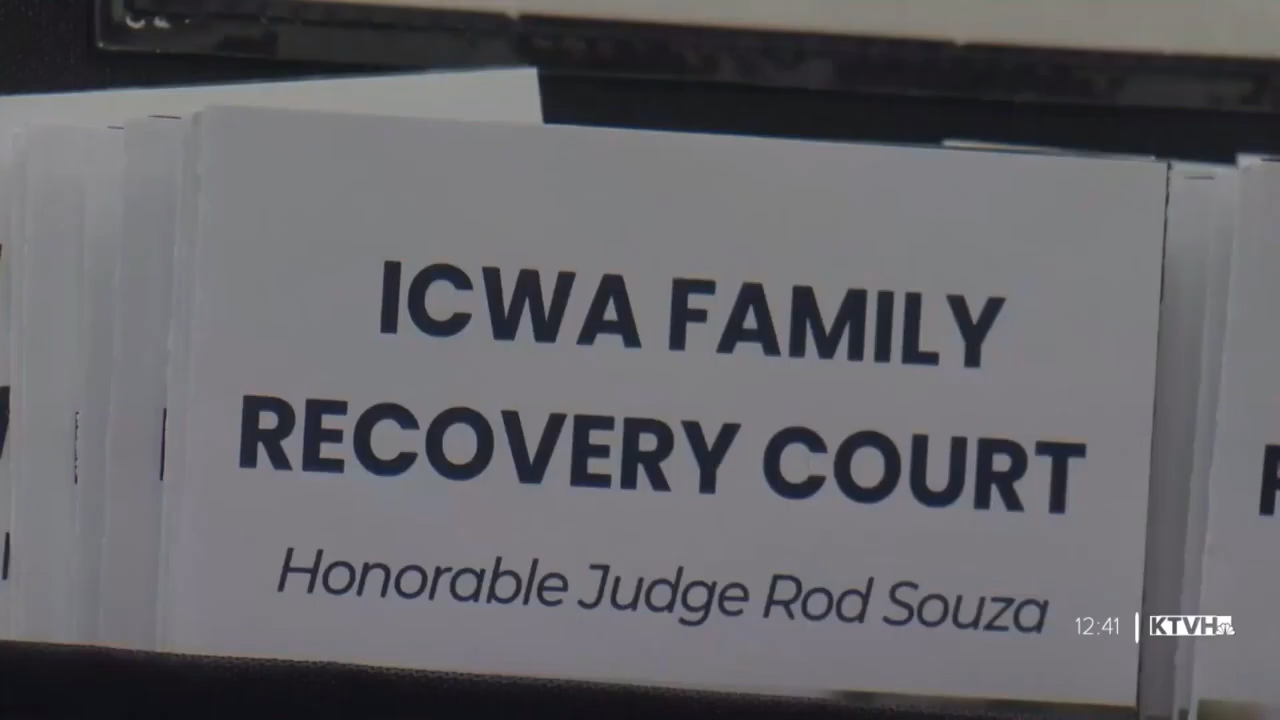 ICWA FAMILY
RECOVERY COURT
Honorable Judge Rod Souza
12:41
KTVH